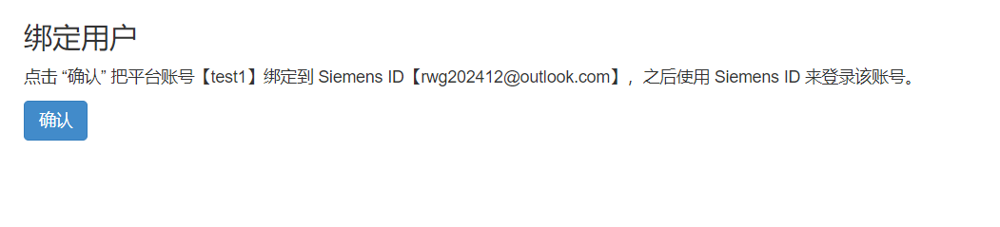 绑定用户
点击 “确认” 把平台账号【test1】绑定到 Siemens ID【rwg202412@outlook.com】，之后使用 Siemens ID 来登录该账号。
确认